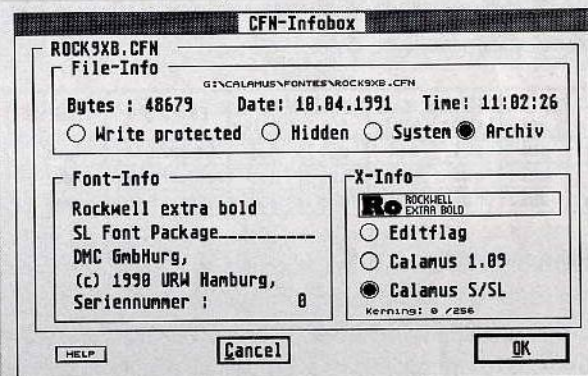 CFN-Infobox
ROCK9XB.CFN
File-Info
G:\CALAMUS\FONTES\ROCK9XB.CFN
Bytes : 48679 Date: 10.04.1991 Time: 11:02:26
Write protected Hidden System Archiv
Font-Info
Rockwell extra bold
SL Font Package__________
DMC GmbHurg,
(c) 1990 URW Hamburg,
Seriennummer : 0
X-Info
Ro ROCKWELL
EXTRA BOLD
Editflag
Calamus 1.09
Calamus S/SL
Kerning: 0 /256
HELP
Cancel
OK